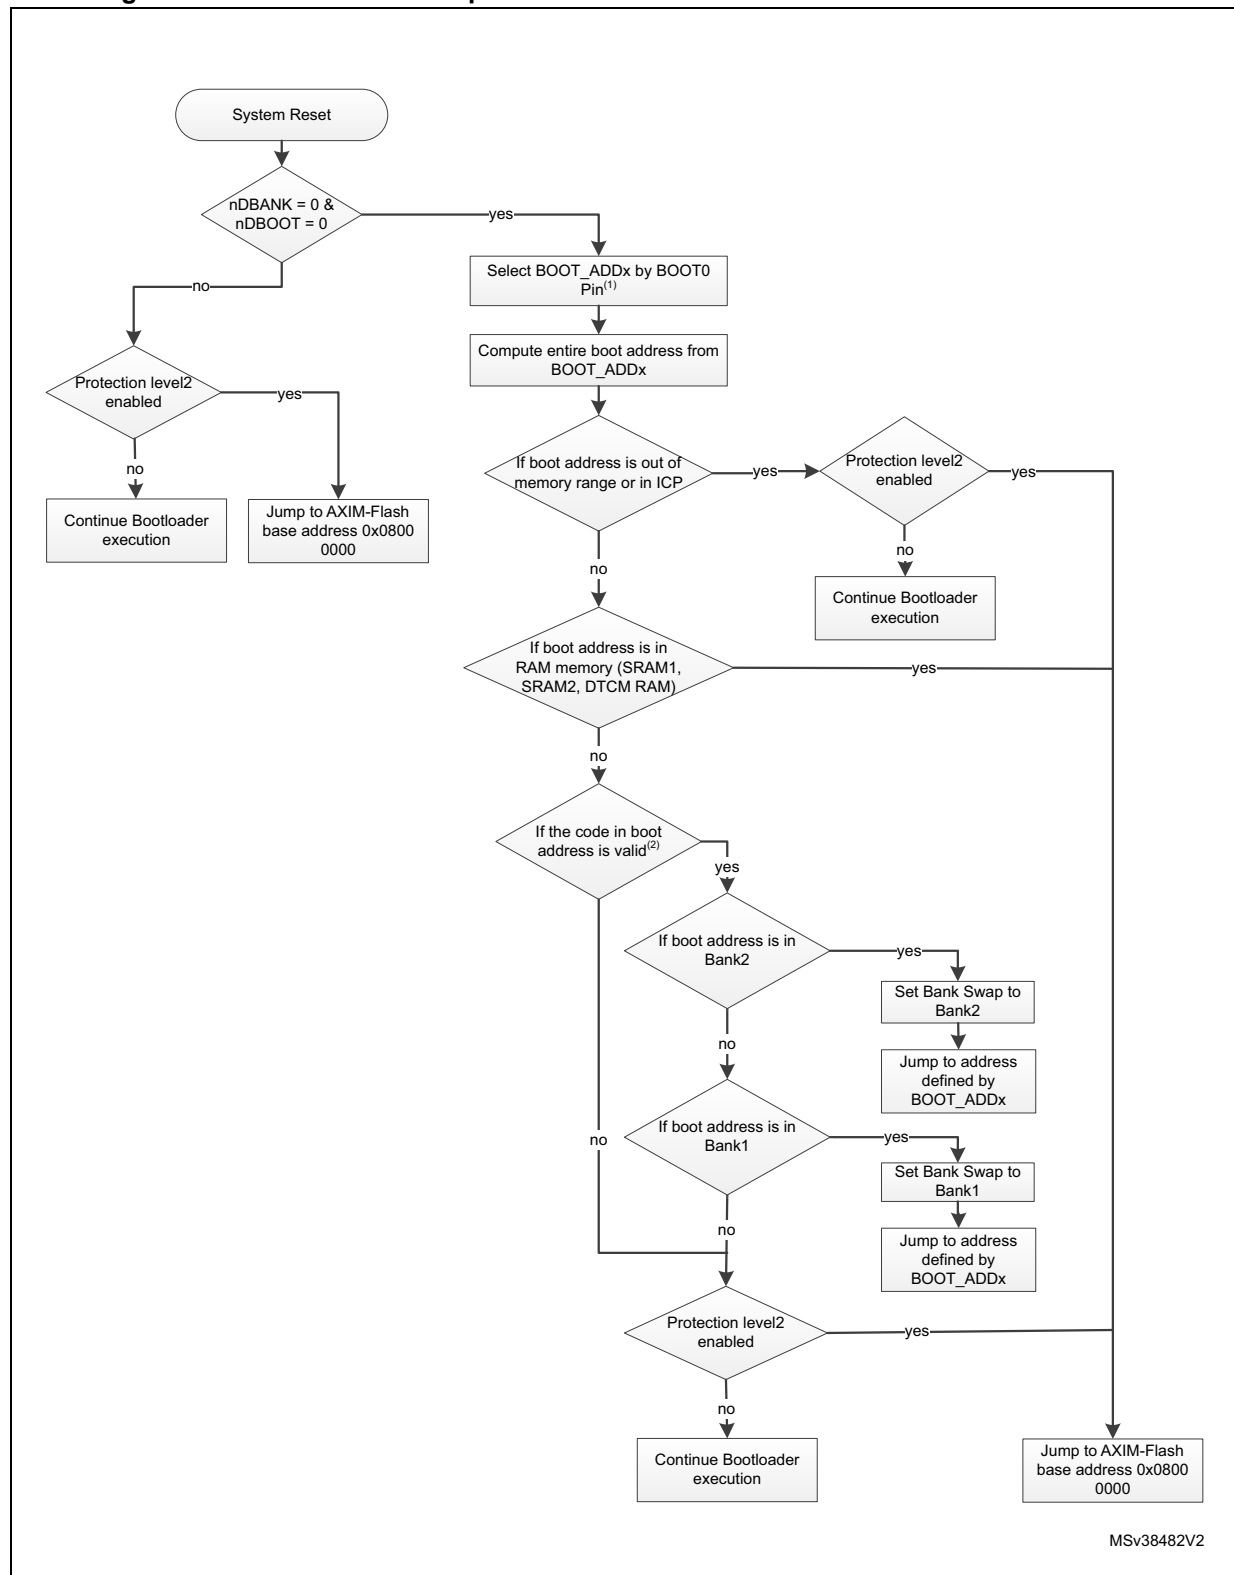 System Reset
nDBANK = 0 &
nDBOOT = 0
yes
no
Select BOOT_ADDx by BOOT0
Pin(1)
Compute entire boot address from
BOOT_ADDx
Protection level2
enabled
yes
no
Continue Bootloader
execution
Jump to AXIM-Flash
base address 0x0800
0000
If boot address is out of
memory range or in ICP
yes
Protection level2
enabled
yes
no
Continue Bootloader
execution
no
If boot address is in
RAM memory (SRAM1,
SRAM2, DTCM RAM)
yes
no
If the code in boot
address is valid(2)
yes
If boot address is in
Bank2
yes
Set Bank Swap to
Bank2
Jump to address
defined by
BOOT_ADDx
no
If boot address is in
Bank1
yes
Set Bank Swap to
Bank1
Jump to address
defined by
BOOT_ADDx
no
no
Protection level2
enabled
yes
no
Continue Bootloader
execution
Jump to AXIM-Flash
base address 0x0800
0000
MSv38482V2